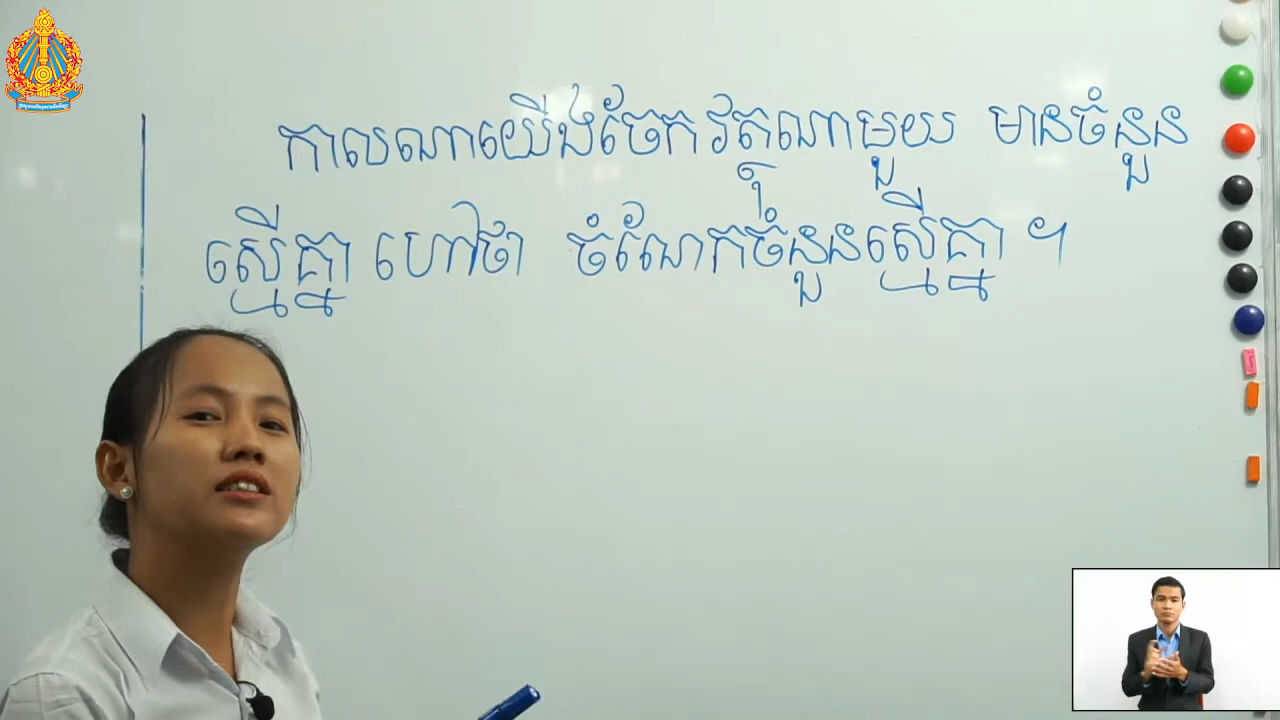 កាលណាយើងចែកវត្ថុណាមួយ មានចំនួន
ស្មើគ្នា ហៅថា ចំណែកចំនួនស្មើគ្នា ។